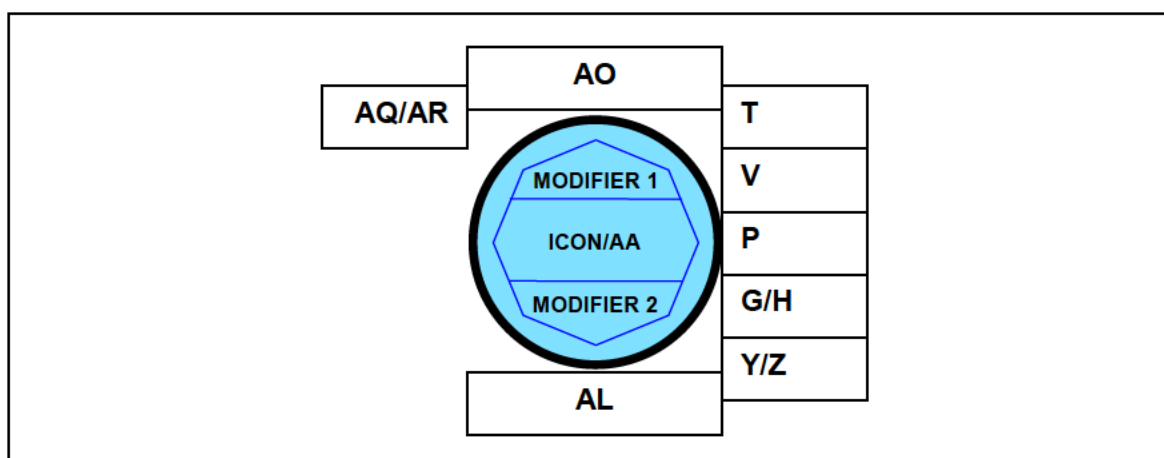 AO
AQ/AR
T
MODIFIER 1
V
ICON/AA
P
MODIFIER 2
G/H
Y/Z
AL